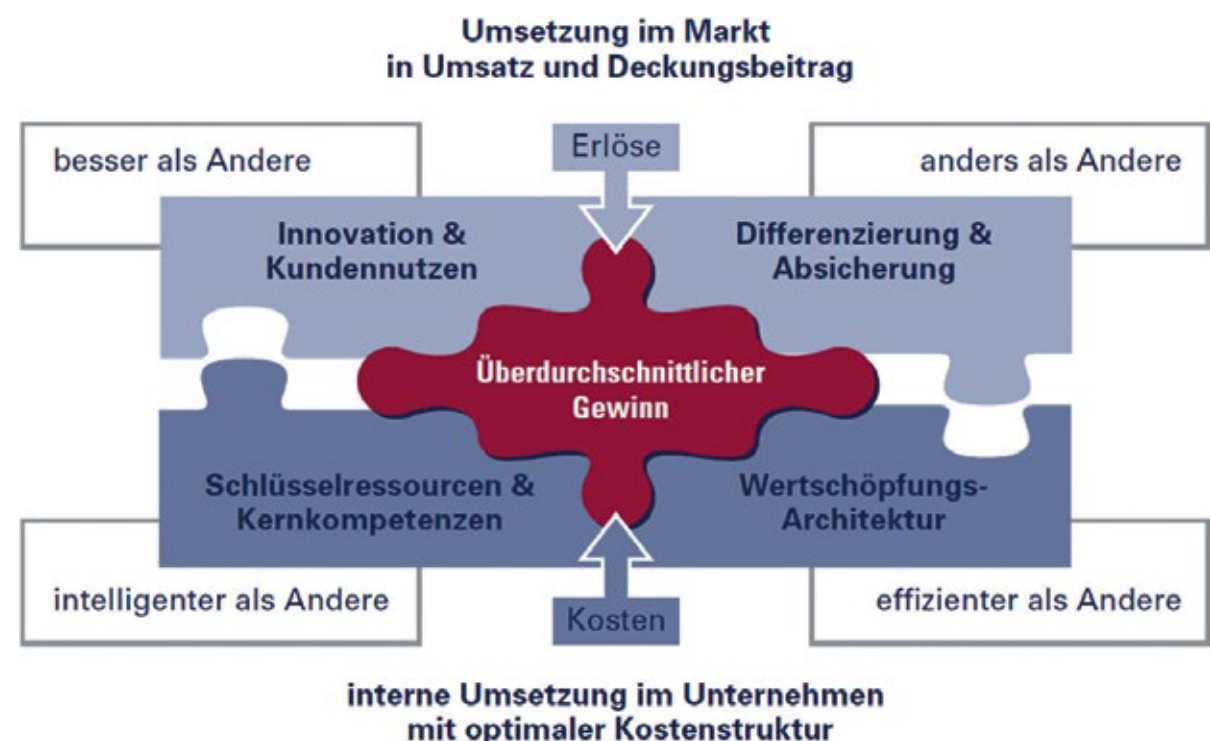 Umsetzung im Markt
in Umsatz und Deckungsbeitrag
besser als Andere
Erlöse
anders als Andere
Innovation &
Kundennutzen
Differenzierung &
Absicherung
Überdurchschnittlicher
Gewinn
Schlüsselressourcen &
Kernkompetenzen
Wertschöpfungs-
Architektur
intelligenter als Andere
Kosten
effizienter als Andere
interne Umsetzung im Unternehmen
mit optimaler Kostenstruktur